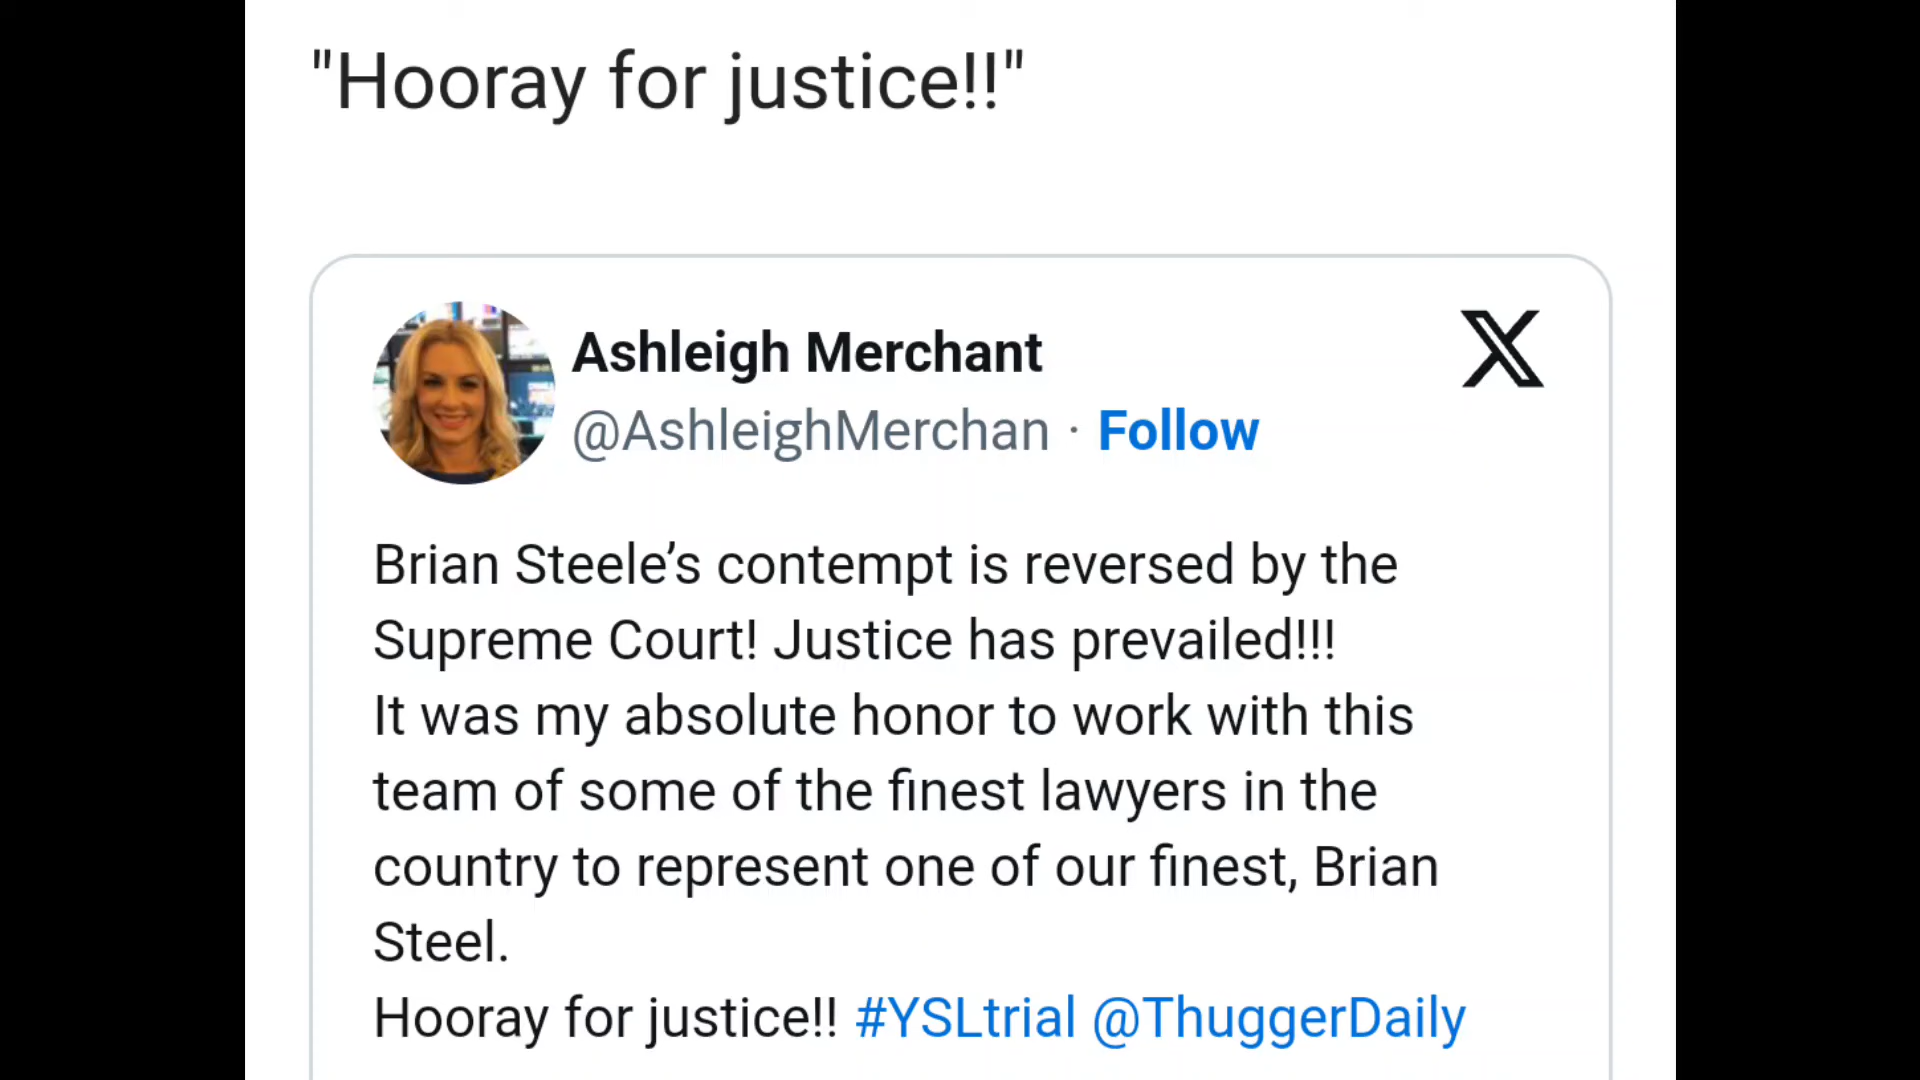 "Hooray for justice!!"
Ashleigh Merchant
@AshleighMerchan · Follow
Brian Steele’s contempt is reversed by the
Supreme Court! Justice has prevailed!!!
It was my absolute honor to work with this
team of some of the finest lawyers in the
country to represent one of our finest, Brian
Steel.
Hooray for justice!! #YSLtrial @ThuggerDaily